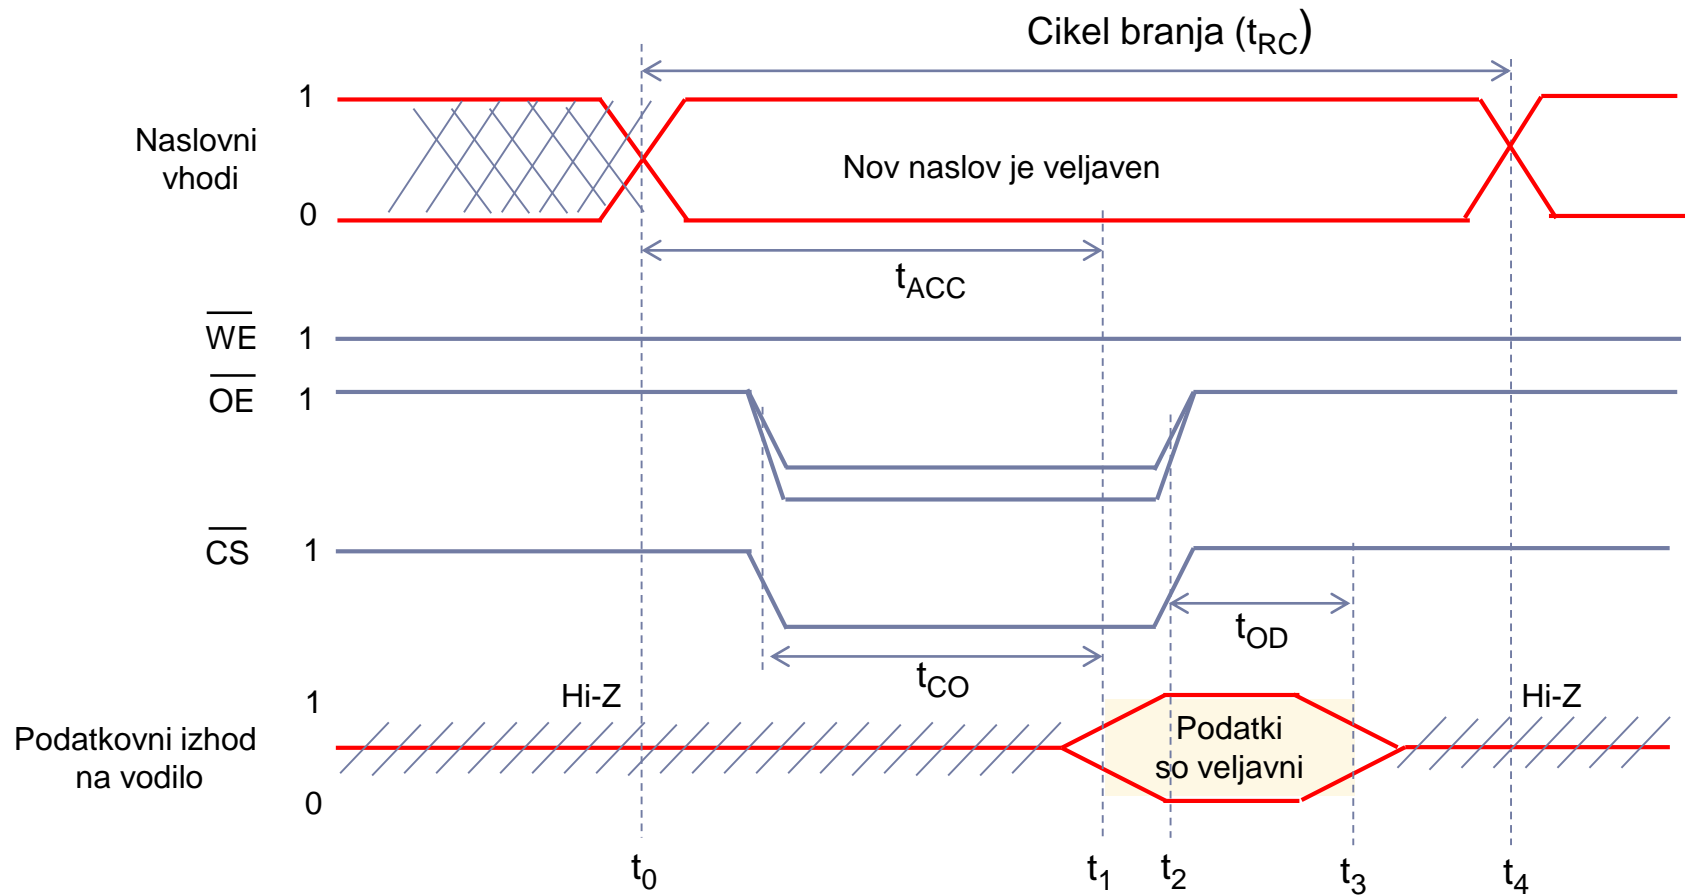 Cikel branja (tRC)
1
Naslovni
vhodi
0
Nov naslov je veljaven
tACC
WE 1
OE 1
CS 1
tOD
tCO
1
Hi-Z
Hi-Z
Podatkovni izhod
na vodilo
Podatki
so veljavni
0
t0 t1 t2 t3 t4